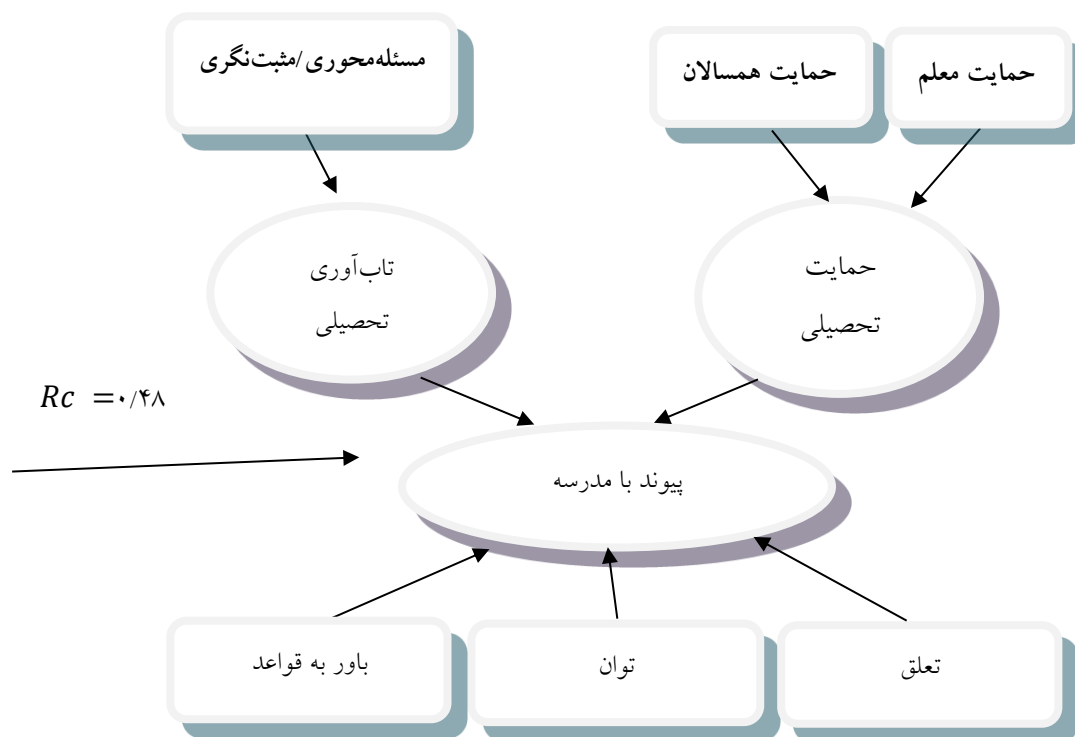 حمایت معلم
حمایت همسالان
مسئله‌محوری/مثبت‌نگری
حمایت
تحصیلی
تاب‌آوری
تحصیلی
Rc =۰/۴۸
پیوند با مدرسه
تعلق
توان
باور به قواعد